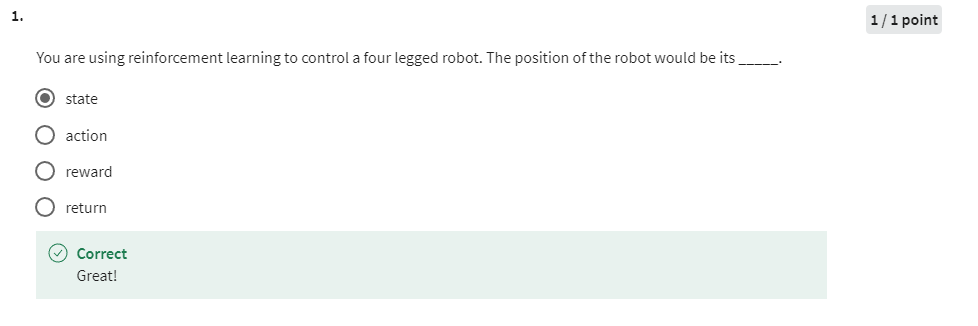 1.
1 / 1 point
You are using reinforcement learning to control a four legged robot. The position of the robot would be its _____.
state
action
reward
return
Correct
Great!